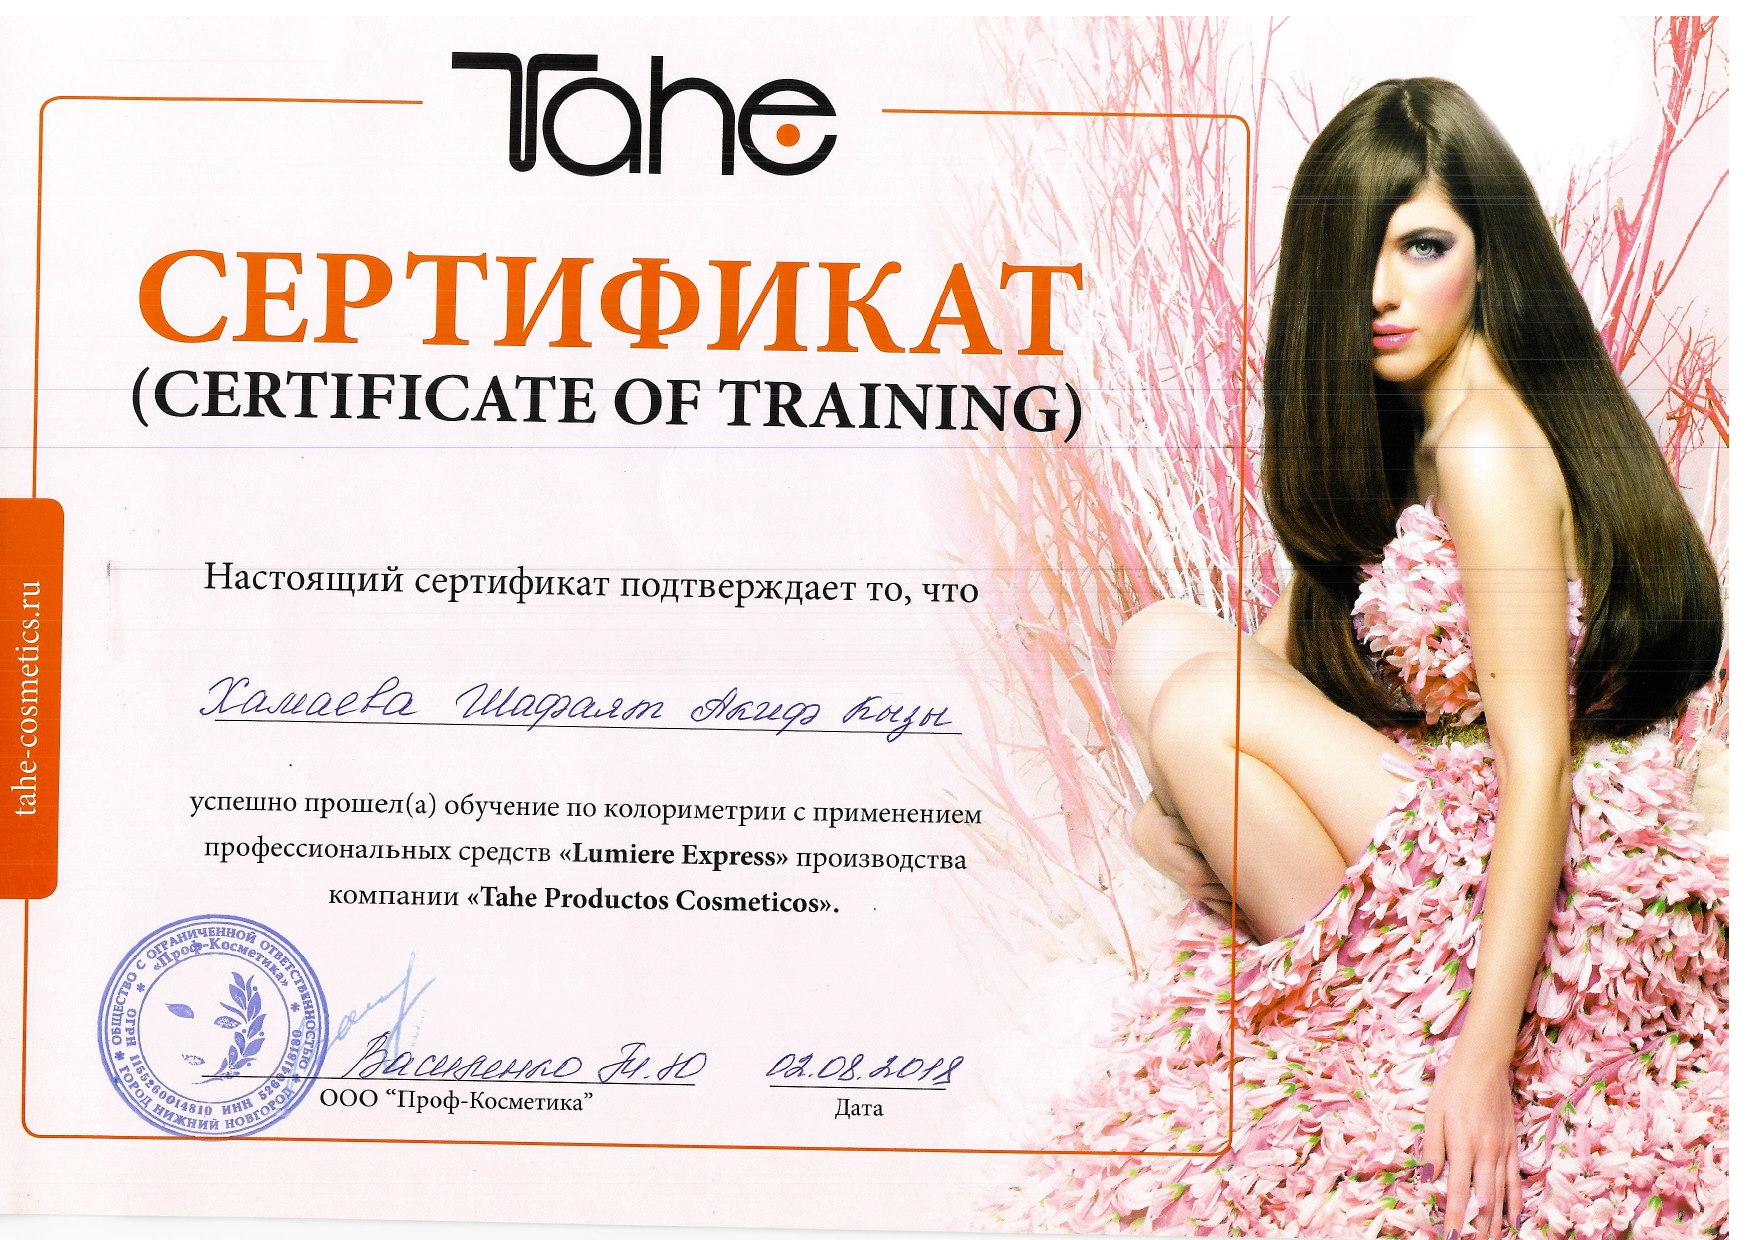 Tahe
СЕРТИФИКАТ
(CERTIFICATE OF TRAINING)
tahe-cosmetics.ru
Настоящий сертификат подтверждает то, что
Хамаева Шафаят Акиф кызы
успешно прошел(а) обучение по колориметрии с применением
профессиональных средств «Lumiere Express» производства
компании «Tahe Productos Cosmeticos».
ОБЩЕСТВО С ОГРАНИЧЕННОЙ ОТВЕТСТВЕННОСТЬЮ
«Проф-Косметика»
ОГРН 1155260014810 ИНН
ГОРОД НИЖНИЙ НОВГОРОД
Василенко 02.08.2018
ООО “Проф-Косметика”
Дата